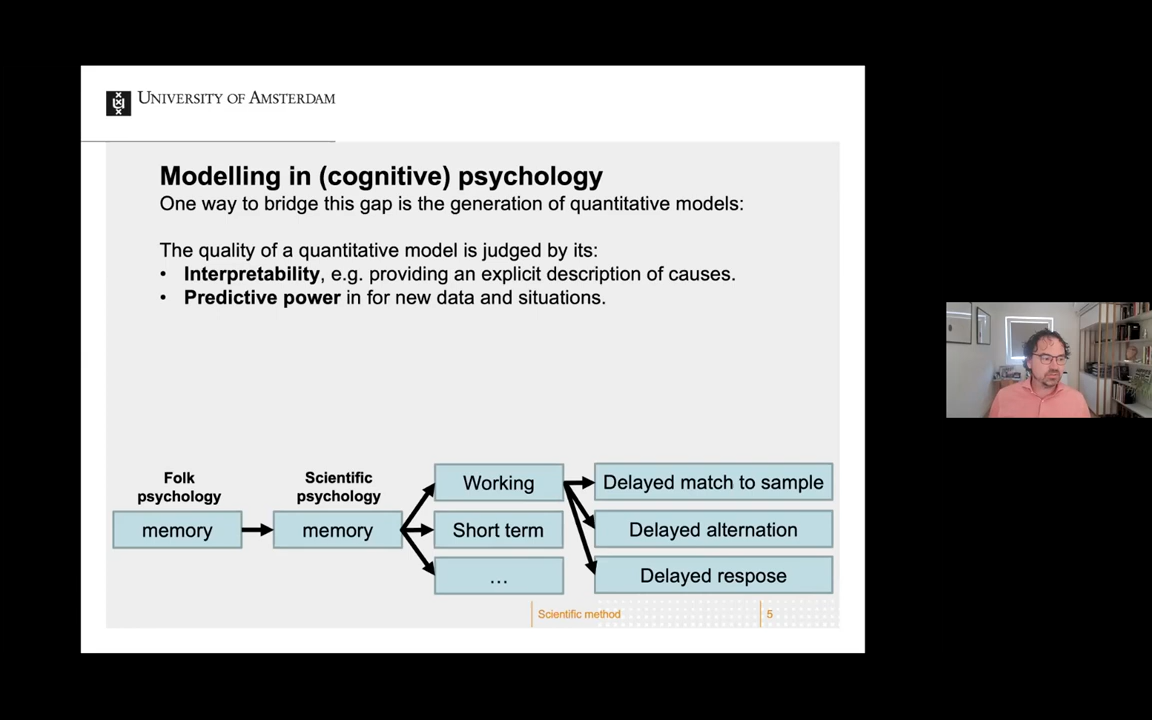 UNIVERSITY OF AMSTERDAM
Modelling in (cognitive) psychology
One way to bridge this gap is the generation of quantitative models:
The quality of a quantitative model is judged by its:
• Interpretability, e.g. providing an explicit description of causes.
• Predictive power in for new data and situations.
Folk
psychology
memory
Scientific
psychology
memory
Working
Short term
…
Delayed match to sample
Delayed alternation
Delayed respose
Scientific method
5